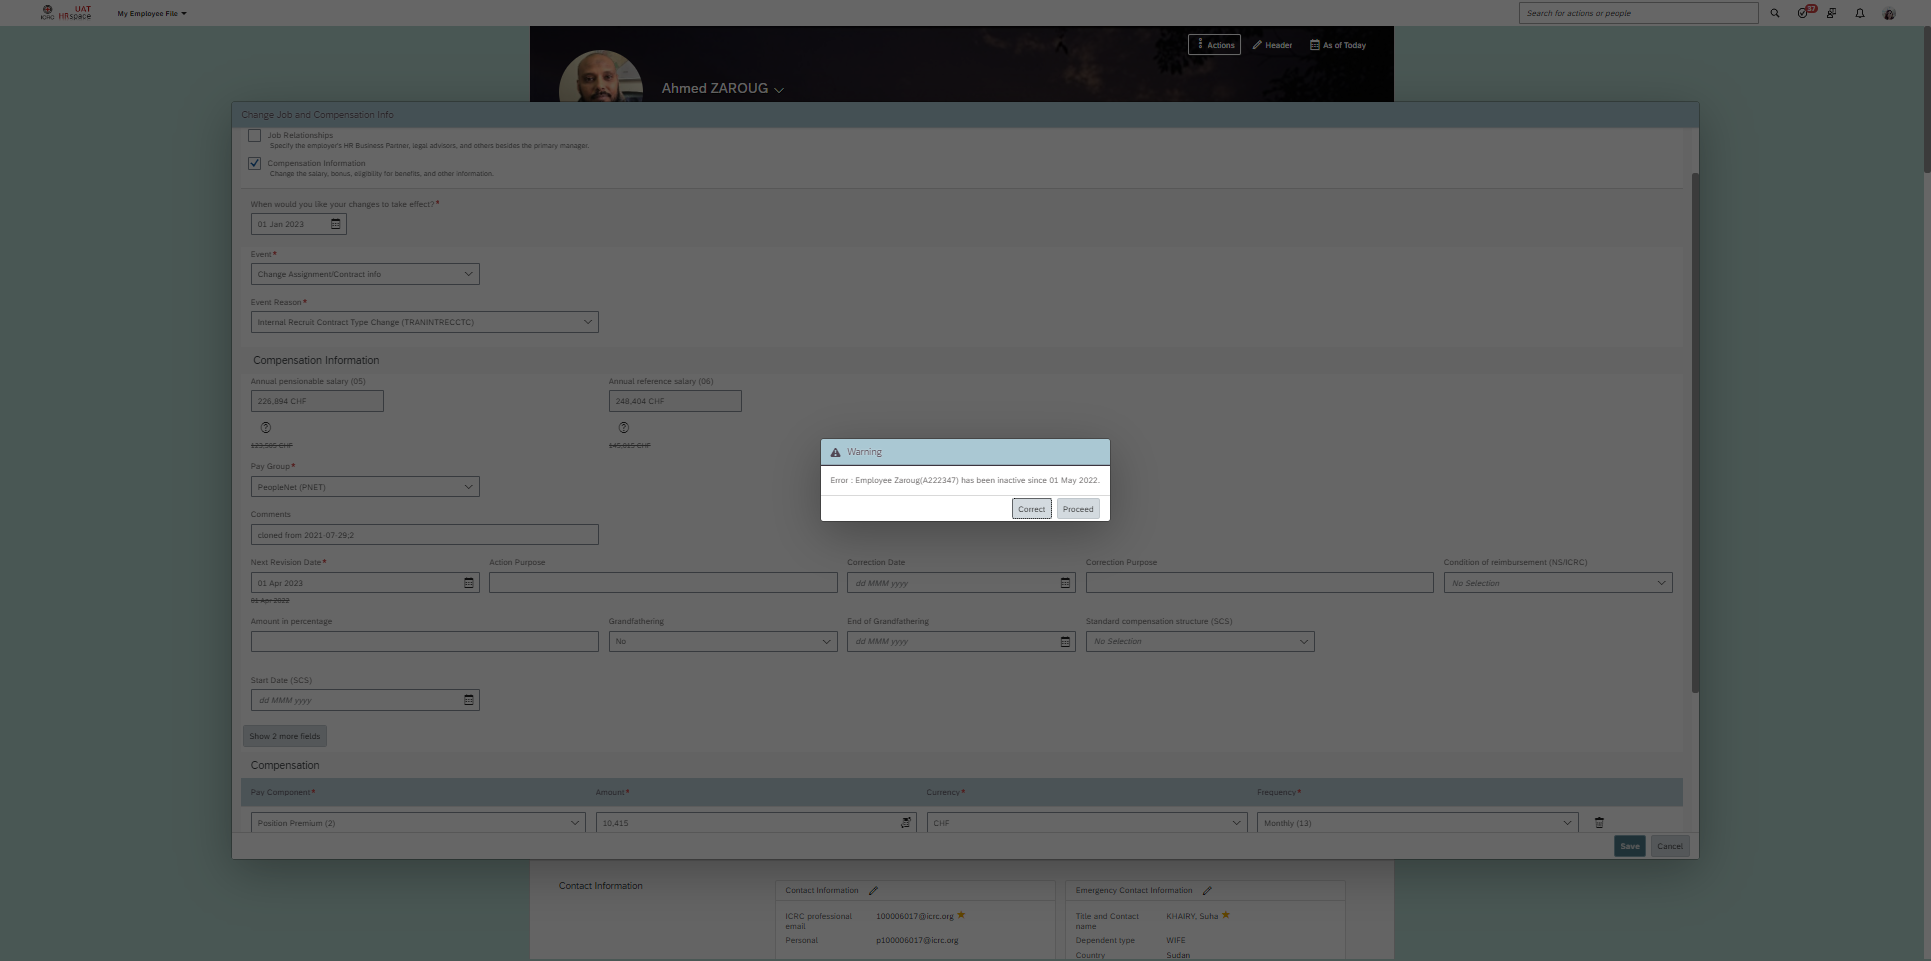 ICRC UAT HRspace
My Employee File
Search for actions or people
37
Actions
Header
As of Today
Ahmed ZAROUG
Change Job and Compensation Info
Job Relationships
Specify the employer's HR Business Partner, legal advisors, and others besides the primary manager.
Compensation Information
Change the salary, bonus, eligibility for benefits, and other information.
When would you like your changes to take effect?*
01 Jan 2023
Event*
Change Assignment/Contract info
Event Reason*
Internal Recruit Contract Type Change (TRANINTRECCTC)
Compensation Information
Annual pensionable salary (05)
Annual reference salary (06)
226,894 CHF
248,404 CHF
Pay Group*
PeopleNet (PNET)
Warning
Error : Employee Zaroug(A222347) has been inactive since 01 May 2022.
Correct
Proceed
Comments
cloned from 2021-07-29;2
Next Revision Date*
Action Purpose
Correction Date
Correction Purpose
Condition of reimbursement (NS/ICRC)
01 Apr 2023
dd MMM yyyy
No Selection
01 Apr 2022
Amount in percentage
Grandfathering
End of Grandfathering
Standard compensation structure (SCS)
No
dd MMM yyyy
No Selection
Start Date (SCS)
dd MMM yyyy
Show 2 more fields
Compensation
Pay Component*
Amount*
Currency*
Frequency*
Position Premium (2)
10,415
CHF
Monthly (13)
Save
Cancel
Contact Information
Contact Information
Emergency Contact Information
ICRC professional email
100006017@icrc.org
Title and Contact name
KHAIRY, Suha
Personal
p100006017@icrc.org
Dependent type
WIFE
Country
Sudan